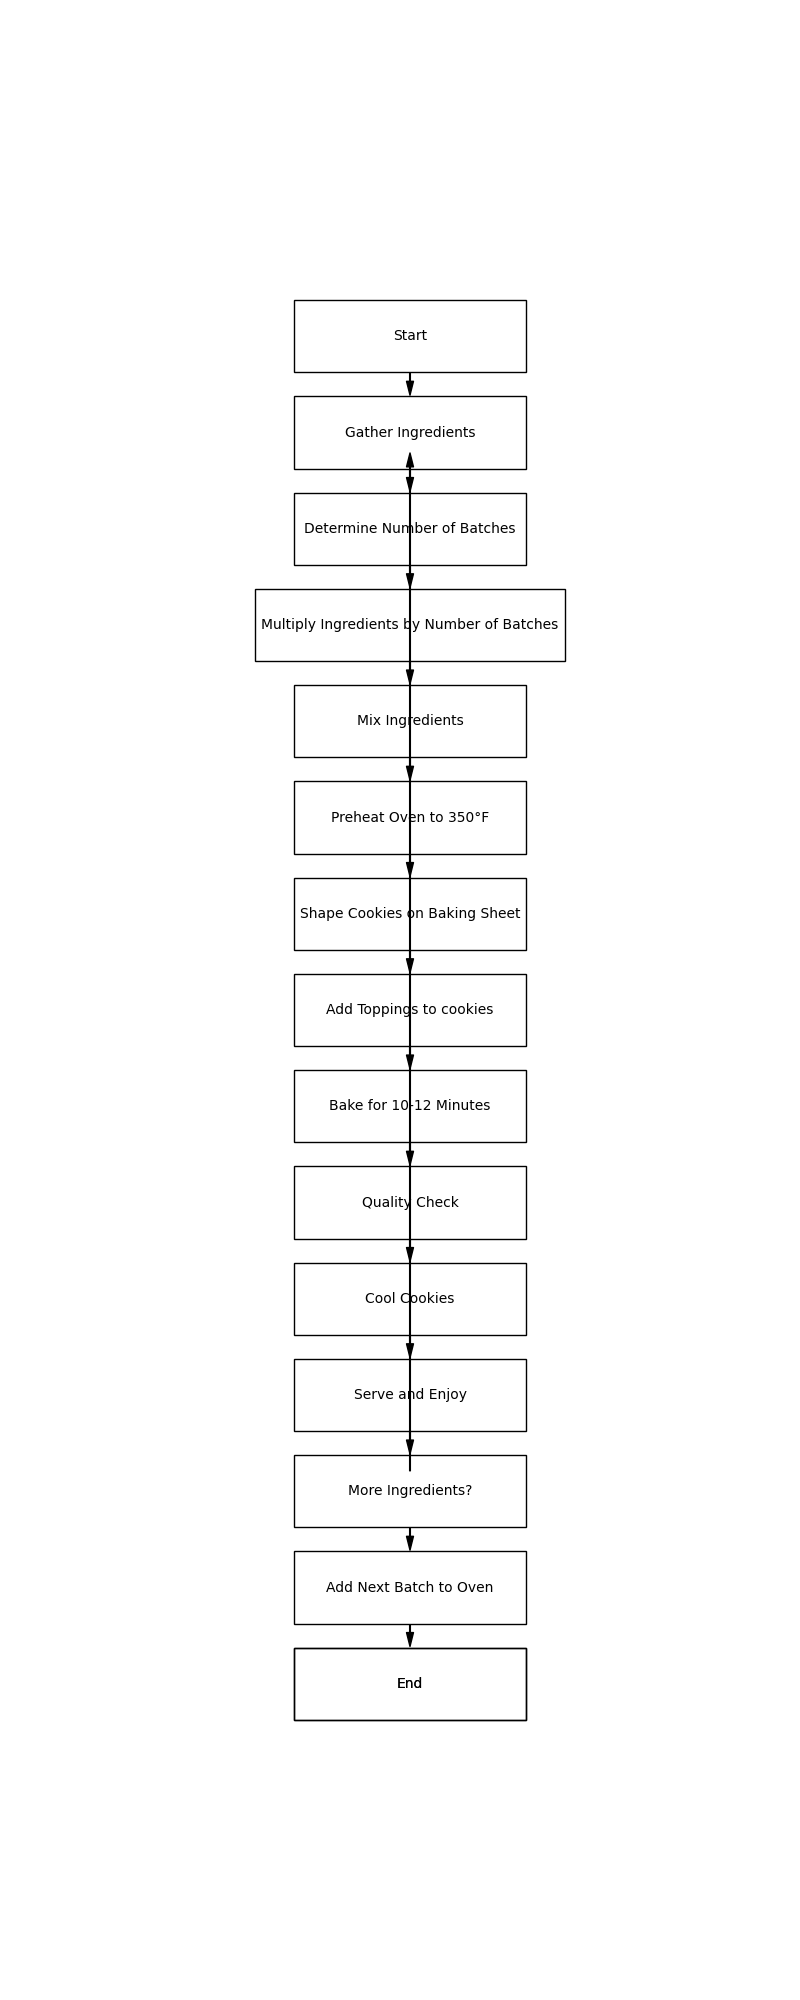 Start
Gather Ingredients
Determine Number of Batches
Multiply Ingredients by Number of Batches
Mix Ingredients
Preheat Oven to 350°F
Shape Cookies on Baking Sheet
Add Toppings to cookies
Bake for 10-12 Minutes
Quality Check
Cool Cookies
Serve and Enjoy
More Ingredients?
Add Next Batch to Oven
End